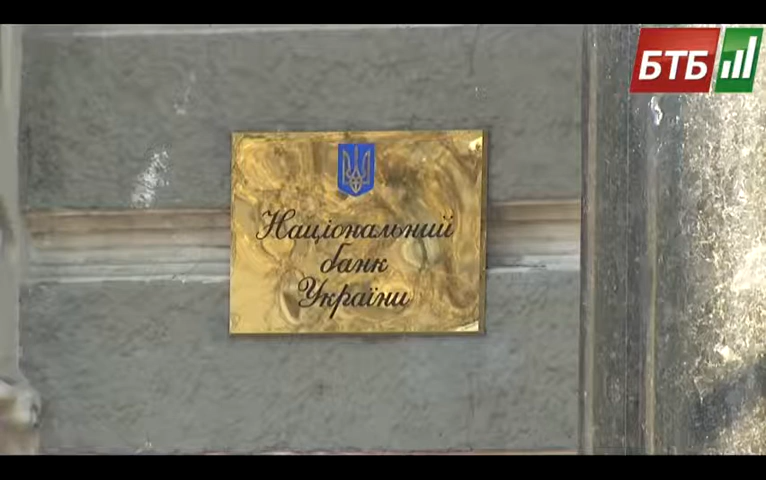 БТБ
Національний
банк
України